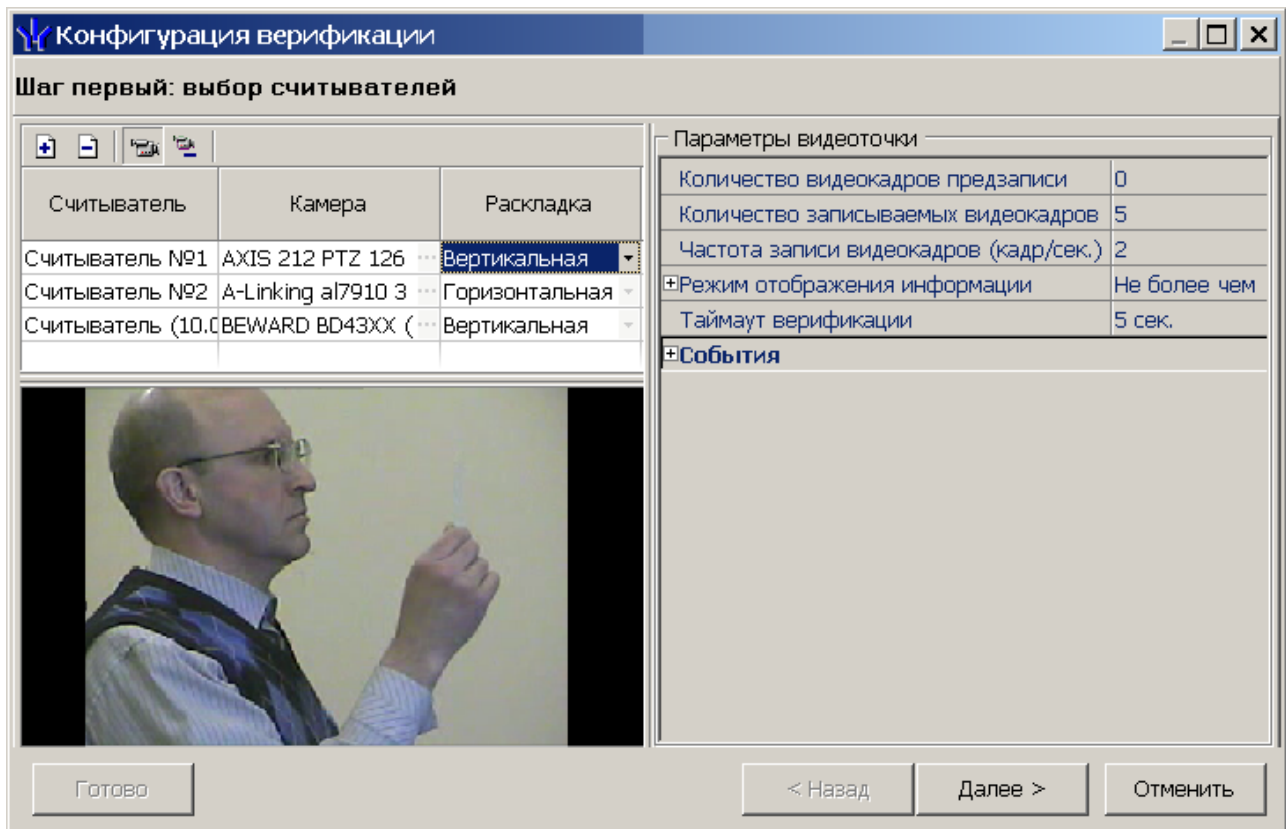 Конфигурация верификации
Шаг первый: выбор считывателей
Считыватель Камера Раскладка
Считыватель №1 AXIS 212 PTZ 126 ... Вертикальная
Считыватель №2 A-Linking al7910 3 ... Горизонтальная
Считыватель (10.0 BEWARD BD43XX ( ... Вертикальная
Параметры видеоточки
Количество видеокадров предзаписи 0
Количество записываемых видеокадров 5
Частота записи видеокадров (кадр/сек.) 2
Режим отображения информации Не более чем
Таймаут верификации 5 сек.
События
Готово
< Назад
Далее >
Отменить